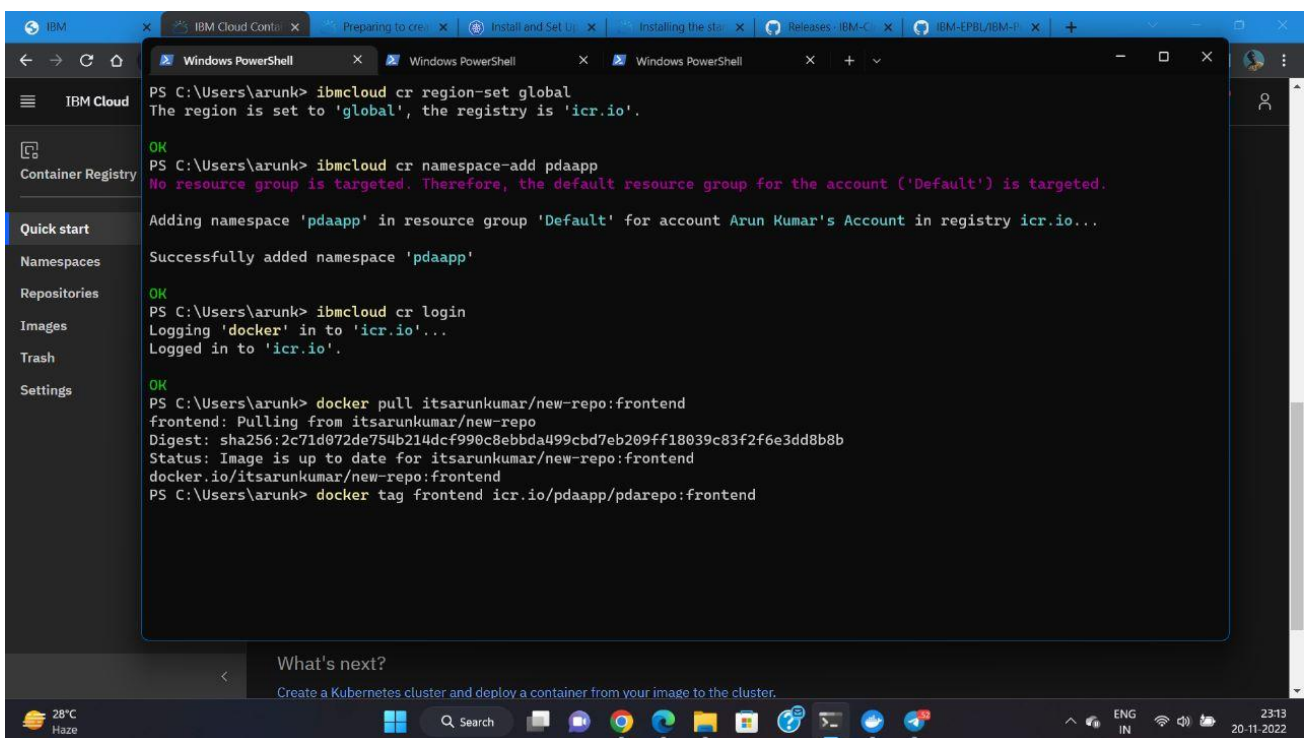 IBM
IBM Cloud Contai
Preparing to crea
Install and Set Up
Installing the star
Releases · IBM-C
IBM-EPBL/IBM-P
IBM Cloud
Windows PowerShell
Windows PowerShell
Windows PowerShell
Container Registry
Quick start
Namespaces
Repositories
Images
Trash
Settings
PS C:\Users\arunk> ibmcloud cr region-set global
The region is set to 'global', the registry is 'icr.io'.
OK
PS C:\Users\arunk> ibmcloud cr namespace-add pdaapp
No resource group is targeted. Therefore, the default resource group for the account ('Default') is targeted.
Adding namespace 'pdaapp' in resource group 'Default' for account Arun Kumar's Account in registry icr.io...
Successfully added namespace 'pdaapp'
OK
PS C:\Users\arunk> ibmcloud cr login
Logging 'docker' in to 'icr.io'...
Logged in to 'icr.io'.
OK
PS C:\Users\arunk> docker pull itsarunkumar/new-repo:frontend
frontend: Pulling from itsarunkumar/new-repo
Digest: sha256:2c71d072de754b214dcf990c8ebbda499cbd7eb209ff18039c83f2f6e3dd8b8b
Status: Image is up to date for itsarunkumar/new-repo:frontend
docker.io/itsarunkumar/new-repo:frontend
PS C:\Users\arunk> docker tag frontend icr.io/pdaapp/pdarepo:frontend
What's next?
Create a Kubernetes cluster and deploy a container from your image to the cluster.
28°C
Haze
Search
ENG
IN
23:13
20-11-2022